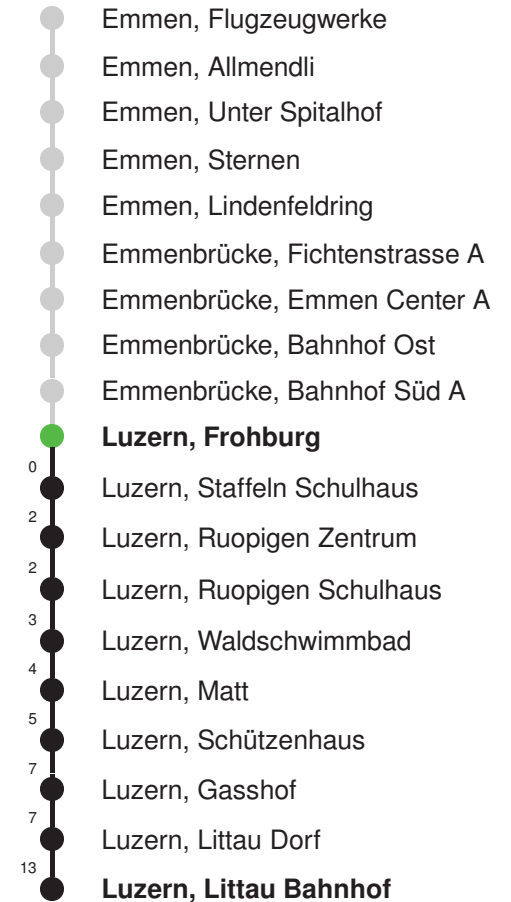 Emmen, Flugzeugwerke
Emmen, Allmendli
Emmen, Unter Spitalhof
Emmen, Sternen
Emmen, Lindenfeldring
Emmenbrücke, Fichtenstrasse A
Emmenbrücke, Emmen Center A
Emmenbrücke, Bahnhof Ost
Emmenbrücke, Bahnhof Süd A
Luzern, Frohburg
0
Luzern, Staffeln Schulhaus
2
Luzern, Ruopigen Zentrum
2
Luzern, Ruopigen Schulhaus
3
Luzern, Waldschwimmbad
4
Luzern, Matt
5
Luzern, Schützenhaus
7
Luzern, Gasshof
7
Luzern, Littau Dorf
13
Luzern, Littau Bahnhof